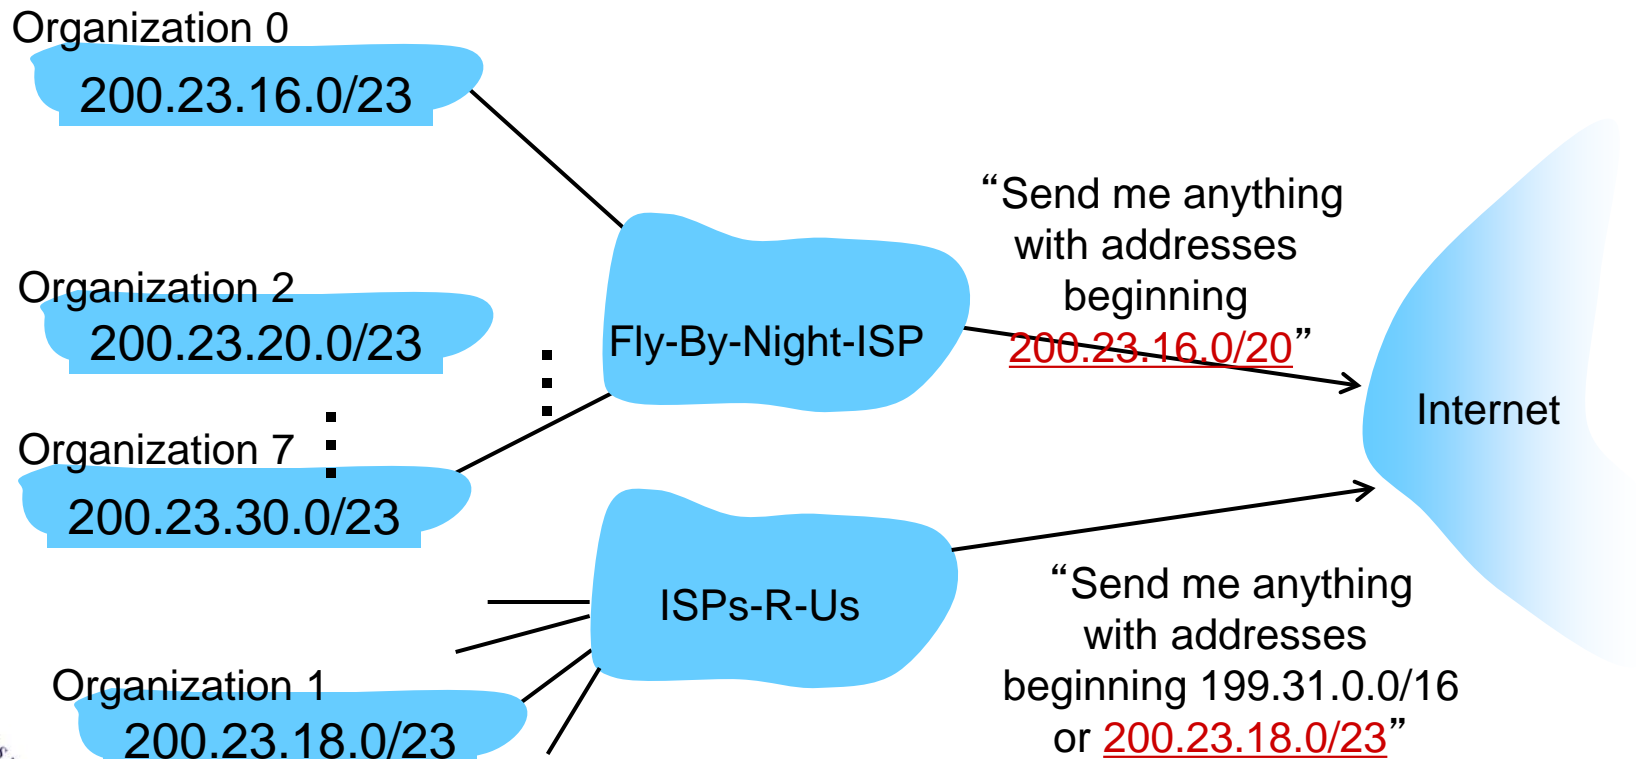 Organization 0
200.23.16.0/23
Organization 2
200.23.20.0/23
Organization 7
200.23.30.0/23
Fly-By-Night-ISP
“Send me anything
with addresses
beginning
200.23.16.0/20”
Internet
ISPs-R-Us
Organization 1
200.23.18.0/23
“Send me anything
with addresses
beginning 199.31.0.0/16
or 200.23.18.0/23”